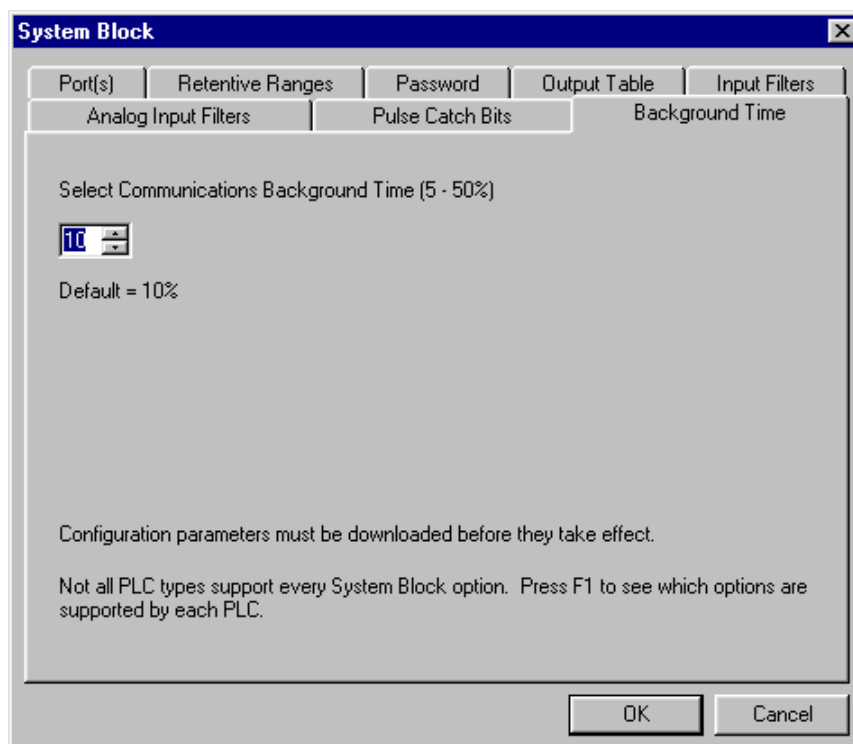 System Block
Port(s) Retentive Ranges Password Output Table Input Filters
Analog Input Filters Pulse Catch Bits Background Time
Select Communications Background Time (5 - 50%)
10
Default = 10%
Configuration parameters must be downloaded before they take effect.
Not all PLC types support every System Block option. Press F1 to see which options are
supported by each PLC.
OK Cancel